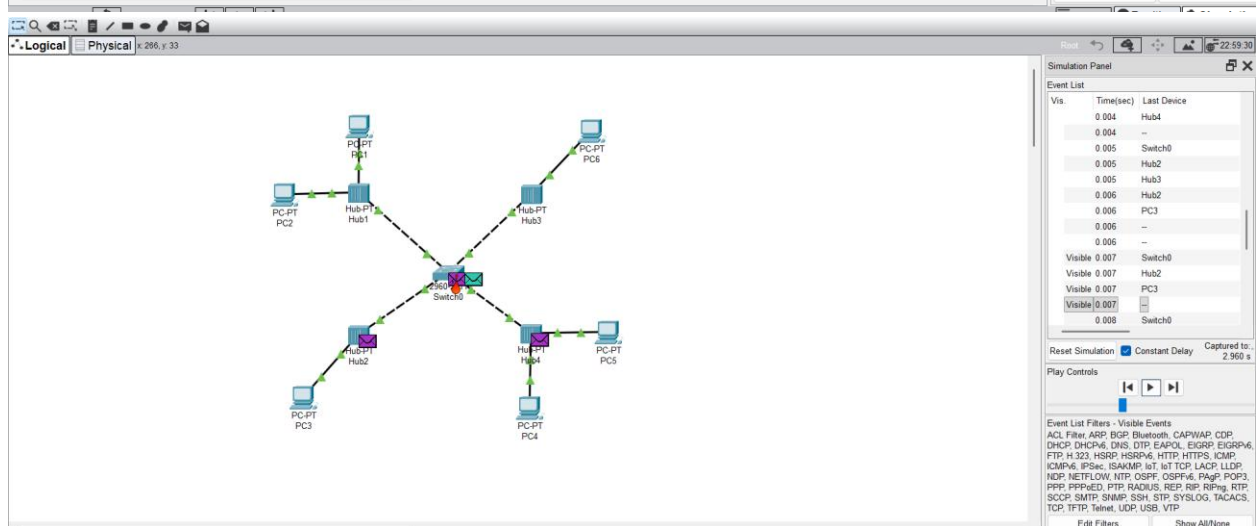 Logical Physical x: 266, y: 33
Root 22:59:30
Simulation Panel
Event List
Vis. Time(sec) Last Device
0.004 Hub4
0.004 --
0.005 Switch0
0.005 Hub2
0.005 Hub3
0.006 Hub2
0.006 PC3
0.006 --
0.006 --
Visible 0.007 Switch0
Visible 0.007 Hub2
Visible 0.007 PC3
Visible 0.007 --
0.008 Switch0
Reset Simulation Constant Delay Captured to:
2.960 s
Play Controls
Event List Filters - Visible Events
ACL Filter, ARP, BGP, Bluetooth, CAPWAP, CDP,
DHCP, DHCPv6, DNS, DTP, EAPOL, EIGRP, EIGRPv6,
FTP, H.323, HSRP, HSRPv6, HTTP, HTTPS, ICMP,
ICMPv6, IPSec, ISAKMP, IoT, IoT TCP, LACP, LLDP,
NDP, NETFLOW, NTP, OSPF, OSPFv6, PAgP, POP3,
PPP, PPPoED, PTP, RADIUS, REP, RIP, RIPng, RTP,
SCCP, SMTP, SNMP, SSH, STP, SYSLOG, TACACS,
TCP, TFTP, Telnet, UDP, USB, VTP
Edit Filters Show All/None
PC-PT
PC1
PC-PT
PC6
PC-PT
PC2
Hub-PT
Hub1
Hub-PT
Hub3
Switch0
Hub-PT
Hub2
Hub-PT
Hub4
PC-PT
PC5
PC-PT
PC3
PC-PT
PC4